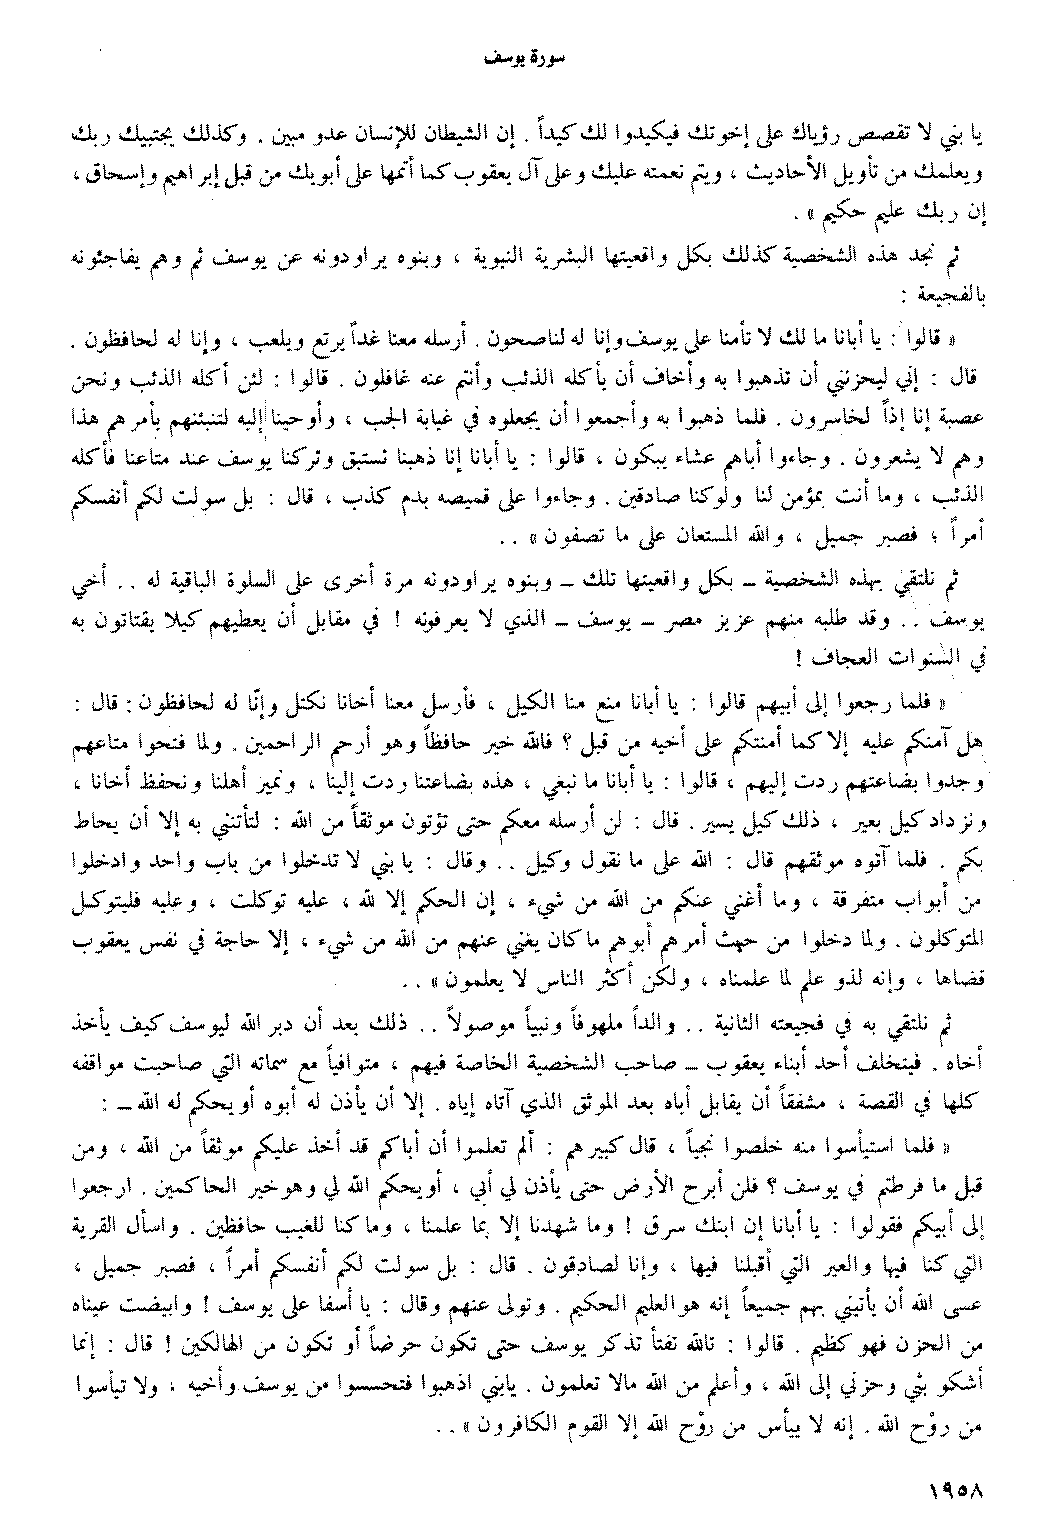 سورة يوسف
يا بني لا تقصص رؤياك على إخوتك فيكيدوا لك كيداً . إن الشيطان للإنسان عدو مبين . وكذلك يجتبيك ربك
ويعلمك من تأويل الأحاديث ، ويتم نعمته عليك وعلى آل يعقوب كما أتمها على أبويك من قبل إبراهيم وإسحاق ،
إن ربك عليم حكيم » .
ثم نجد هذه الشخصية كذلك بكل واقعيتها البشرية النبوية ، وبنوه يراودونه عن يوسف ثم وهم يفاجئونه
بالفجيعة :
« قالوا : يا أبانا ما لك لا تأمنا على يوسف وإنا له لناصحون . أرسله معنا غداً يرتع ويلعب ، وإنا له لحافظون .
قال : إني ليحزنني أن تذهبوا به وأخاف أن يأكله الذئب وأنتم عنه غافلون . قالوا : لئن أكله الذئب ونحن
عصبة إنا إذاً لخاسرون . فلما ذهبوا به وأجمعوا أن يجعلوه في غيابة الجب ، وأوحينا إليه لتنبئنهم بأمرهم هذا
وهم لا يشعرون . وجاءوا أباهم عشاء يبكون ، قالوا : يا أبانا إنا ذهبنا نستبق وتركنا يوسف عند متاعنا فأكله
الذئب ، وما أنت بمؤمن لنا ولو كنا صادقين . وجاءوا على قميصه بدم كذب ، قال : بل سولت لكم أنفسكم
أمراً ؛ فصبر جميل ، والله المستعان على ما تصفون » . .
ثم نلتقي بهذه الشخصية – بكل واقعيتها تلك – وبنوه يراودونه مرة أخرى على السلوة الباقية له . . أخي
يوسف . . وقد طلبه منهم عزيز مصر – يوسف – الذي لا يعرفونه ! في مقابل أن يعطيهم كيلا يقتاتون به
في السنوات العجاف !
« فلما رجعوا إلى أبيهم قالوا : يا أبانا منع منا الكيل ، فأرسل معنا أخانا نكتل وإنّا له لحافظون : قال :
هل آمنكم عليه إلا كما أمنتكم على أخيه من قبل ؟ فالله خير حافظاً وهو أرحم الراحمين . ولما فتحوا متاعهم
وجدوا بضاعتهم ردت إليهم ، قالوا : يا أبانا ما نبغي ، هذه بضاعتنا ردت إلينا ، ونمير أهلنا ونحفظ أخانا ،
ونزداد كيل بعير ، ذلك كيل يسير . قال : لن أرسله معكم حتى تؤتون موثقاً من الله : لتأتنني به إلا أن يحاط
بكم . فلما آتوه موثقهم قال : الله على ما نقول وكيل . . وقال : يا بني لا تدخلوا من باب واحد وادخلوا
من أبواب متفرقة ، وما أغني عنكم من الله من شيء ، إن الحكم إلا لله ، عليه توكلت ، وعليه فليتوكل
المتوكلون . ولما دخلوا من حيث أمرهم أبوهم ما كان يغني عنهم من الله من شيء ، إلا حاجة في نفس يعقوب
قضاها ، وإنه لذو علم لما علمناه ، ولكن أكثر الناس لا يعلمون » . .
ثم نلتقي به في فجيعته الثانية . . والداً ملهوفاً ونبياً موصولاً . . ذلك بعد أن دبر الله ليوسف كيف يأخذ
أخاه . فيتخلف أحد أبناء يعقوب – صاحب الشخصية الخاصة فيهم ، متوافياً مع سماته التي صاحبت مواقفه
كلها في القصة ، مشفقاً أن يقابل أباه بعد الموثق الذي آتاه إياه . إلا أن يأذن له أبوه أو يحكم له الله – :
« فلما استيأسوا منه خلصوا نجياً ، قال كبيرهم : ألم تعلموا أن أباكم قد أخذ عليكم موثقاً من الله ، ومن
قبل ما فرطتم في يوسف ؟ فلن أبرح الأرض حتى يأذن لي أبي ، أو يحكم الله لي وهو خير الحاكمين . ارجعوا
إلى أبيكم فقولوا : يا أبانا إن ابنك سرق ! وما شهدنا إلا بما علمنا ، وما كنا للغيب حافظين . واسأل القرية
التي كنا فيها والعير التي أقبلنا فيها ، وإنا لصادقون . قال : بل سولت لكم أنفسكم أمراً ، فصبر جميل ،
عسى الله أن يأتيني بهم جميعاً إنه هو العليم الحكيم . وتولى عنهم وقال : يا أسفا على يوسف ! وابيضت عيناه
من الحزن فهو كظيم . قالوا : تالله تفتأ تذكر يوسف حتى تكون حرضاً أو تكون من الهالكين ! قال : إنما
أشكو بثي وحزني إلى الله ، وأعلم من الله مالا تعلمون . يابني اذهبوا فتحسسوا من يوسف وأخيه ، ولا تيأسوا
من روْح الله . إنه لا ييأس من روْح الله إلا القوم الكافرون » . .
١٩٥٨